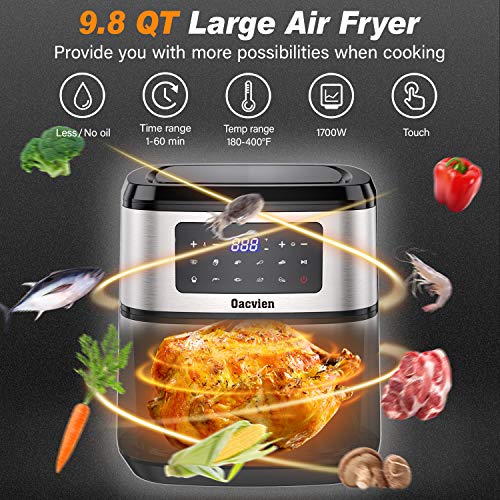 9.8 QT Large Air Fryer
Provide you with more possibilities when cooking
Less/No oil
Time range
1-60 min
Temp range
180-400°F
1700W
Touch
888
Oacvien